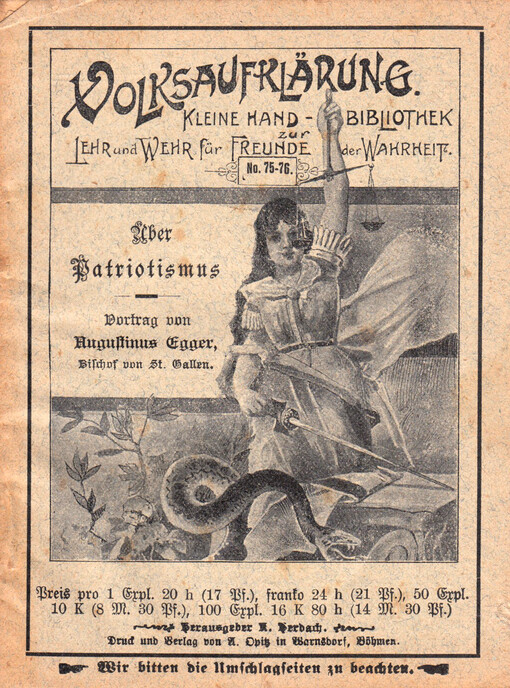 VOLKSAUFKLÄRUNG.
KLEINE HAND-BIBLIOTHEK
zur
LEHR und WEHR für FREUNDE der WAHRHEIT.
No. 75-76.
Über
Patriotismus
Vortrag von
Augustinus Egger,
Bischof von St. Gallen.
Preis pro 1 Expl. 20 h (17 Pf.), franko 24 h (21 Pf.), 50 Expl.
10 K (8 M. 30 Pf.), 100 Expl. 16 K 80 h (14 M. 30 Pf.)
Herausgeber R. Herdach.
Druck und Verlag von A. Opitz in Warnsdorf, Böhmen.
Wir bitten die Umschlagseiten zu beachten.